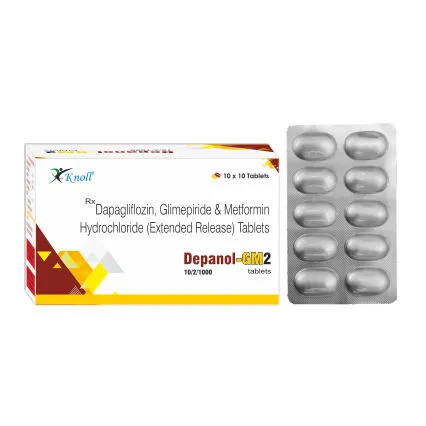 Knoll®
10 x 10 Tablets
Rx
Dapagliflozin, Glimepiride & Metformin
Hydrochloride (Extended Release) Tablets
Depanol-GM2
10/2/1000 tablets